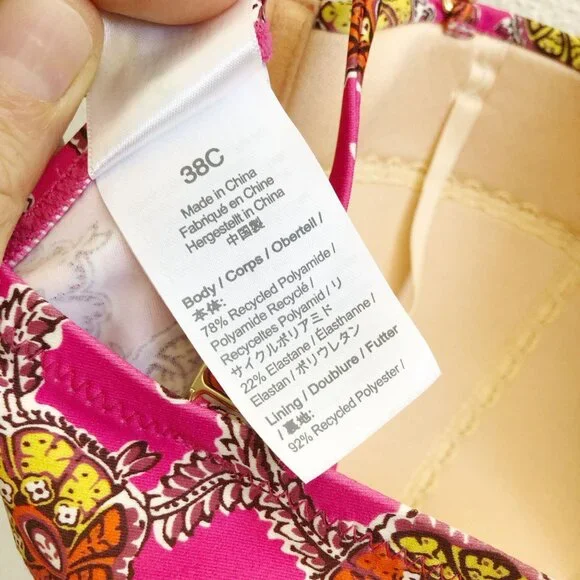 38C
Made in China
Fabriqué en Chine
Hergestellt in China
中国製
Body / Corps / Oberteil /
本体:
78% Recycled Polyamide /
Polyamide Recyclé /
Recyceltes Polyamid / リ
サイクルポリアミド
22% Elastane / Élasthanne /
Elastan / ポリウレタン
Lining / Doublure / Futter
/ 裏地:
92% Recycled Polyester /